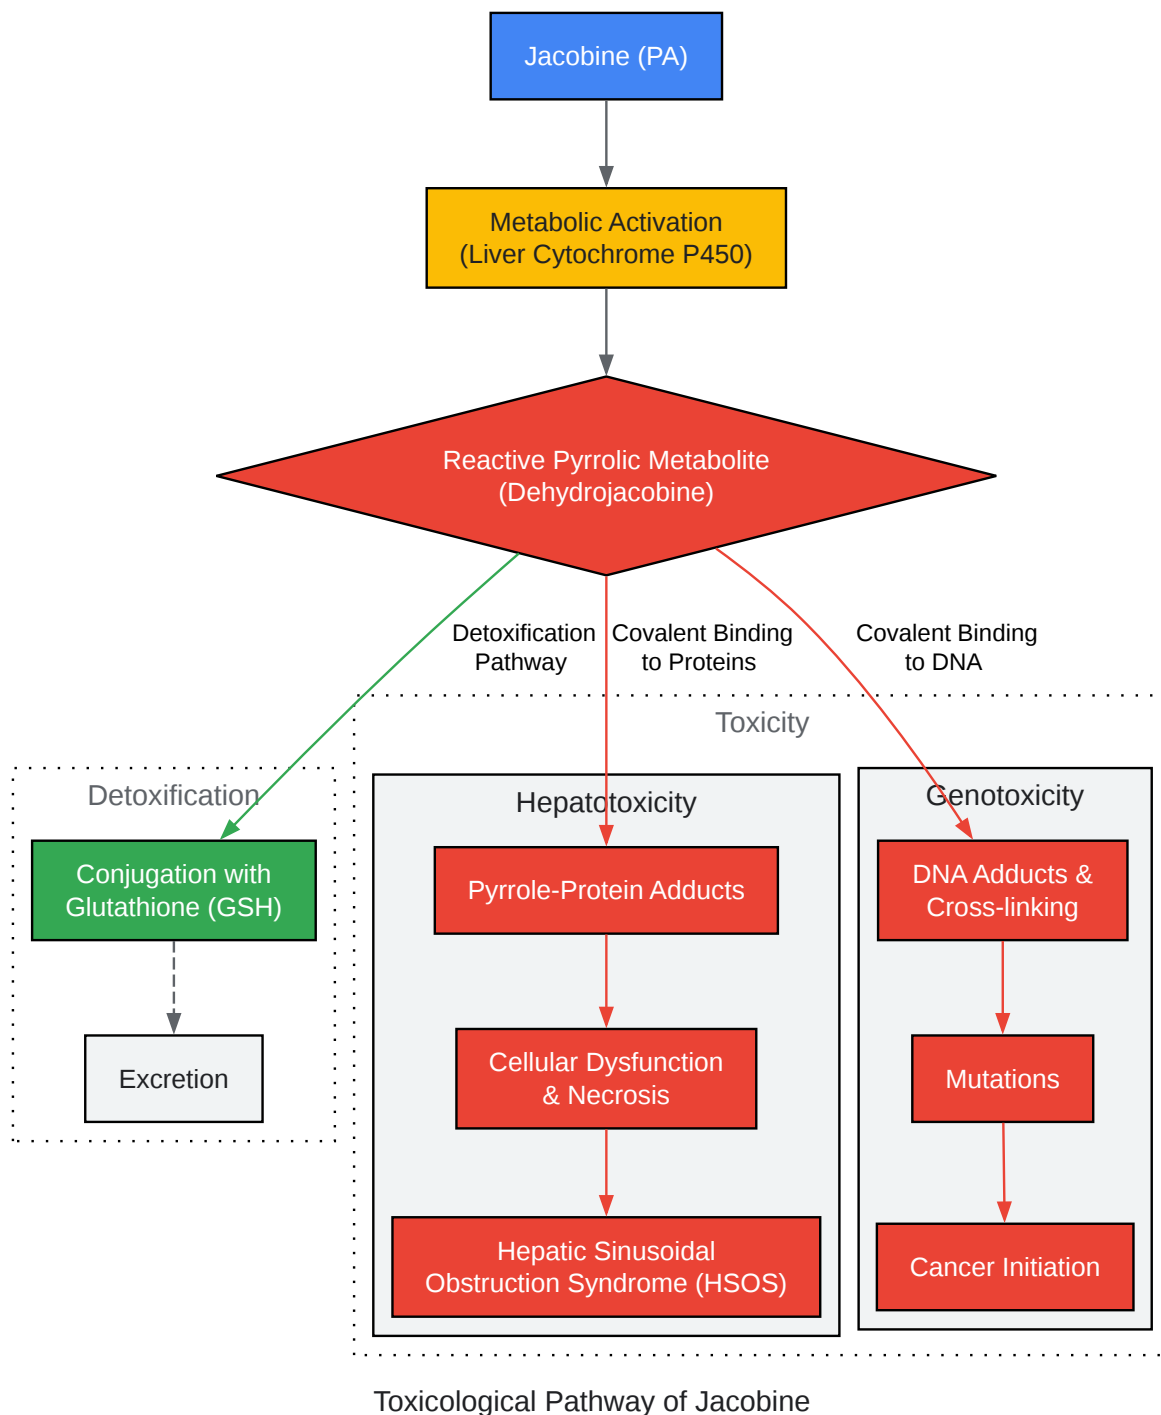 Jacobine (PA)
Metabolic Activation
(Liver Cytochrome P450)
Reactive Pyrrolic Metabolite
(Dehydrojacobine)
Detoxification
Pathway
Covalent Binding
to Proteins
Covalent Binding
to DNA
Toxicity
Detoxification
Conjugation with
Glutathione (GSH)
Excretion
Hepatotoxicity
Pyrrole-Protein Adducts
Cellular Dysfunction
& Necrosis
Hepatic Sinusoidal
Obstruction Syndrome (HSOS)
Genotoxicity
DNA Adducts &
Cross-linking
Mutations
Cancer Initiation
Toxicological Pathway of Jacobine